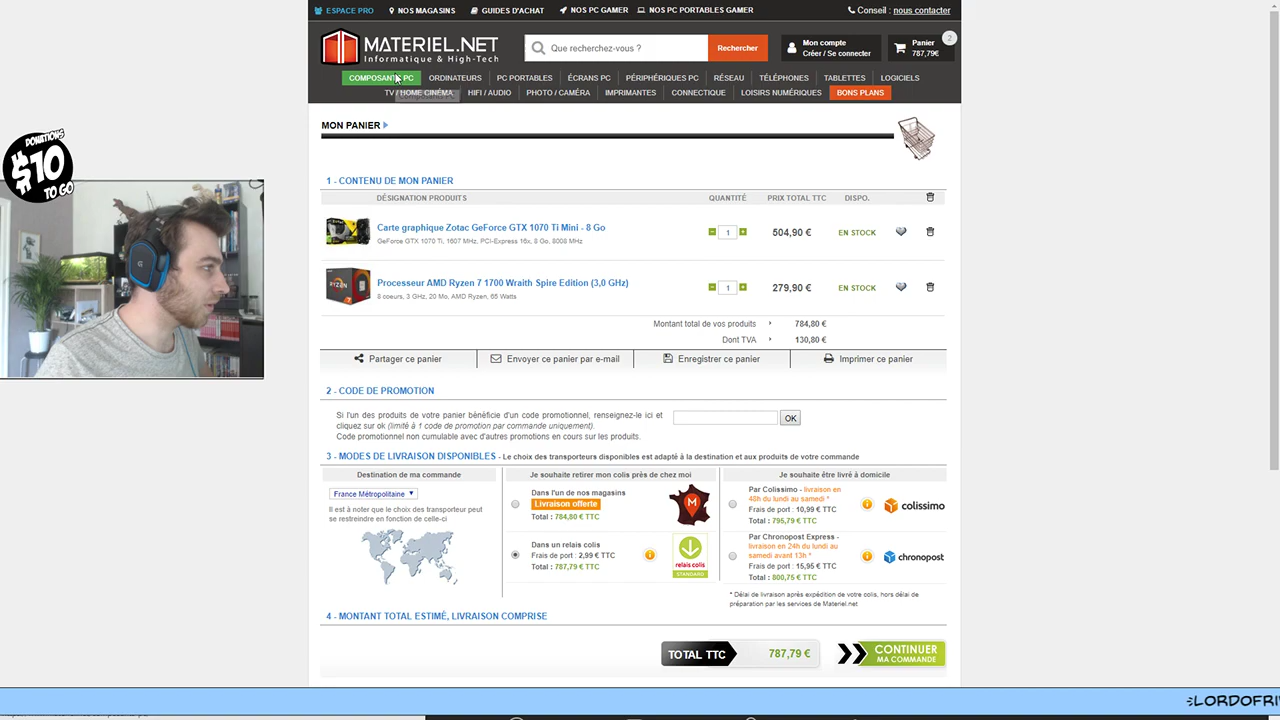 ESPACE PRO NOS MAGASINS GUIDES D'ACHAT NOS PC GAMER NOS PC PORTABLES GAMER Conseil : nous contacter
MATERIEL.NET
Informatique & High-Tech
Que recherchez-vous ?
Rechercher
Mon compte
Créer / Se connecter
Panier
787,79€
2
COMPOSANTS PC ORDINATEURS PC PORTABLES ÉCRANS PC PÉRIPHÉRIQUES PC RÉSEAU TÉLÉPHONES TABLETTES LOGICIELS
TV / HOME CINÉMA HIFI / AUDIO PHOTO / CAMÉRA IMPRIMANTES CONNECTIQUE LOISIRS NUMÉRIQUES BONS PLANS
MON PANIER
DONATIONS
$10
TO GO
1 - CONTENU DE MON PANIER
DÉSIGNATION PRODUITS QUANTITÉ PRIX TOTAL TTC DISPO.
Carte graphique Zotac GeForce GTX 1070 Ti Mini - 8 Go
GeForce GTX 1070 Ti, 1607 MHz, PCI-Express 16x, 8 Go, 8008 MHz
1 504,90 € EN STOCK
RYZEN
Processeur AMD Ryzen 7 1700 Wraith Spire Edition (3,0 GHz)
8 coeurs, 3 GHz, 20 Mo, AMD Ryzen, 65 Watts
1 279,90 € EN STOCK
Montant total de vos produits 784,80 €
Dont TVA 130,80 €
Partager ce panier Envoyer ce panier par e-mail Enregistrer ce panier Imprimer ce panier
2 - CODE DE PROMOTION
Si l'un des produits de votre panier bénéficie d'un code promotionnel, renseignez-le ici et
cliquez sur ok (limité à 1 code de promotion par commande uniquement).
Code promotionnel non cumulable avec d'autres promotions en cours sur les produits.
OK
3 - MODES DE LIVRAISON DISPONIBLES - Le choix des transporteurs disponibles est adapté à la destination et aux produits de votre commande
Destination de ma commande
France Métropolitaine
Il est à noter que le choix des transporteur peut
se restreindre en fonction de celle-ci
Je souhaite retirer mon colis près de chez moi
Dans l'un de nos magasins
Livraison offerte
Total : 784,80 € TTC
M
Dans un relais colis
Frais de port : 2,99 € TTC
Total : 787,79 € TTC
relais colis
STANDARD
Je souhaite être livré à domicile
Par Colissimo - livraison en
48h du lundi au samedi *
Frais de port : 10,99 € TTC
Total : 795,79 € TTC
colissimo
Par Chronopost Express -
livraison en 24h du lundi au
samedi avant 13h *
Frais de port : 15,95 € TTC
Total : 800,75 € TTC
chronopost
* Délai de livraison après expédition de votre colis, hors délai de
préparation par les services de Materiel.net
4 - MONTANT TOTAL ESTIMÉ, LIVRAISON COMPRISE
TOTAL TTC 787,79 €
CONTINUER
MA COMMANDE
LORDOFRI